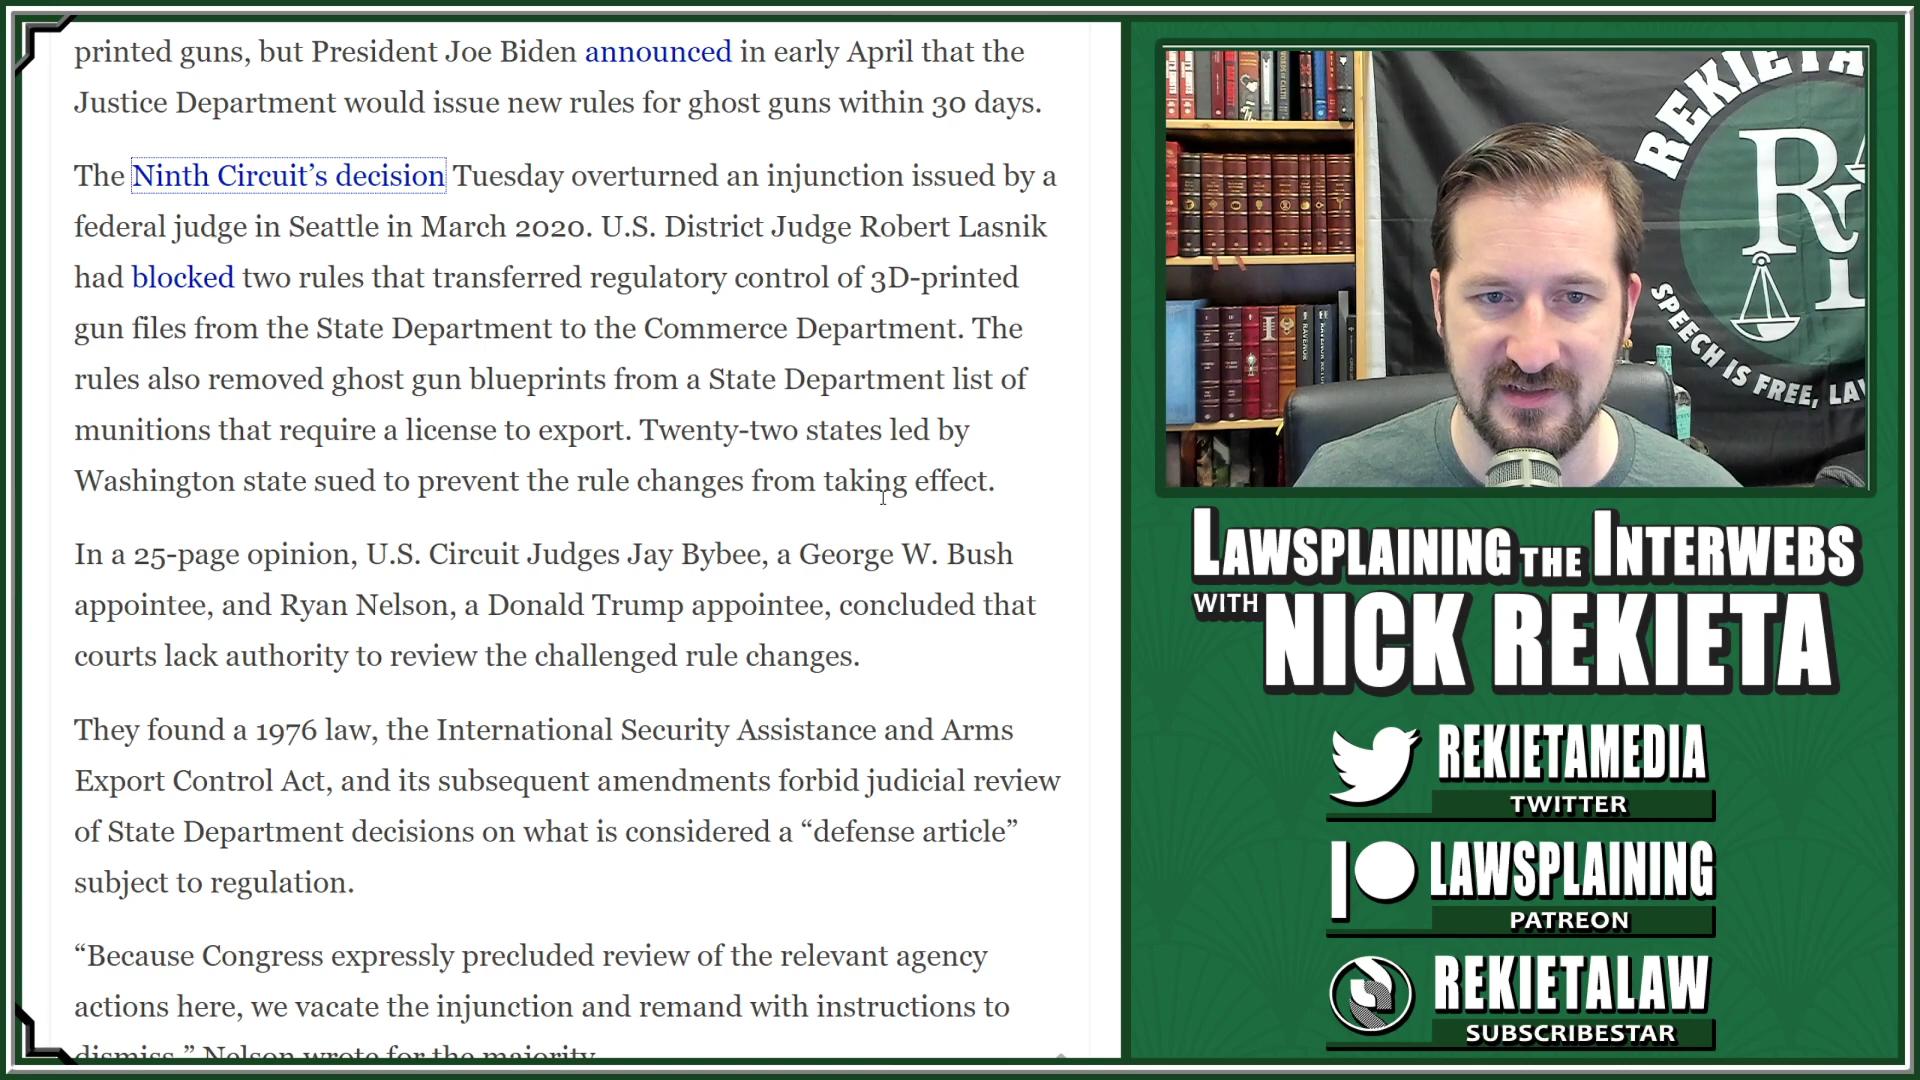 printed guns, but President Joe Biden announced in early April that the
Justice Department would issue new rules for ghost guns within 30 days.
The Ninth Circuit’s decision Tuesday overturned an injunction issued by a
federal judge in Seattle in March 2020. U.S. District Judge Robert Lasnik
had blocked two rules that transferred regulatory control of 3D-printed
gun files from the State Department to the Commerce Department. The
rules also removed ghost gun blueprints from a State Department list of
munitions that require a license to export. Twenty-two states led by
Washington state sued to prevent the rule changes from taking effect.
In a 25-page opinion, U.S. Circuit Judges Jay Bybee, a George W. Bush
appointee, and Ryan Nelson, a Donald Trump appointee, concluded that
courts lack authority to review the challenged rule changes.
They found a 1976 law, the International Security Assistance and Arms
Export Control Act, and its subsequent amendments forbid judicial review
of State Department decisions on what is considered a “defense article”
subject to regulation.
“Because Congress expressly precluded review of the relevant agency
actions here, we vacate the injunction and remand with instructions to
dismiss,” Nelson wrote for the majority.
REKIETA
R
SPEECH IS FREE,
LAWSPLAINING THE INTERWEBS
WITH NICK REKIETA
REKIETAMEDIA
TWITTER
LAWSPLAINING
PATREON
REKIETALAW
SUBSCRIBESTAR